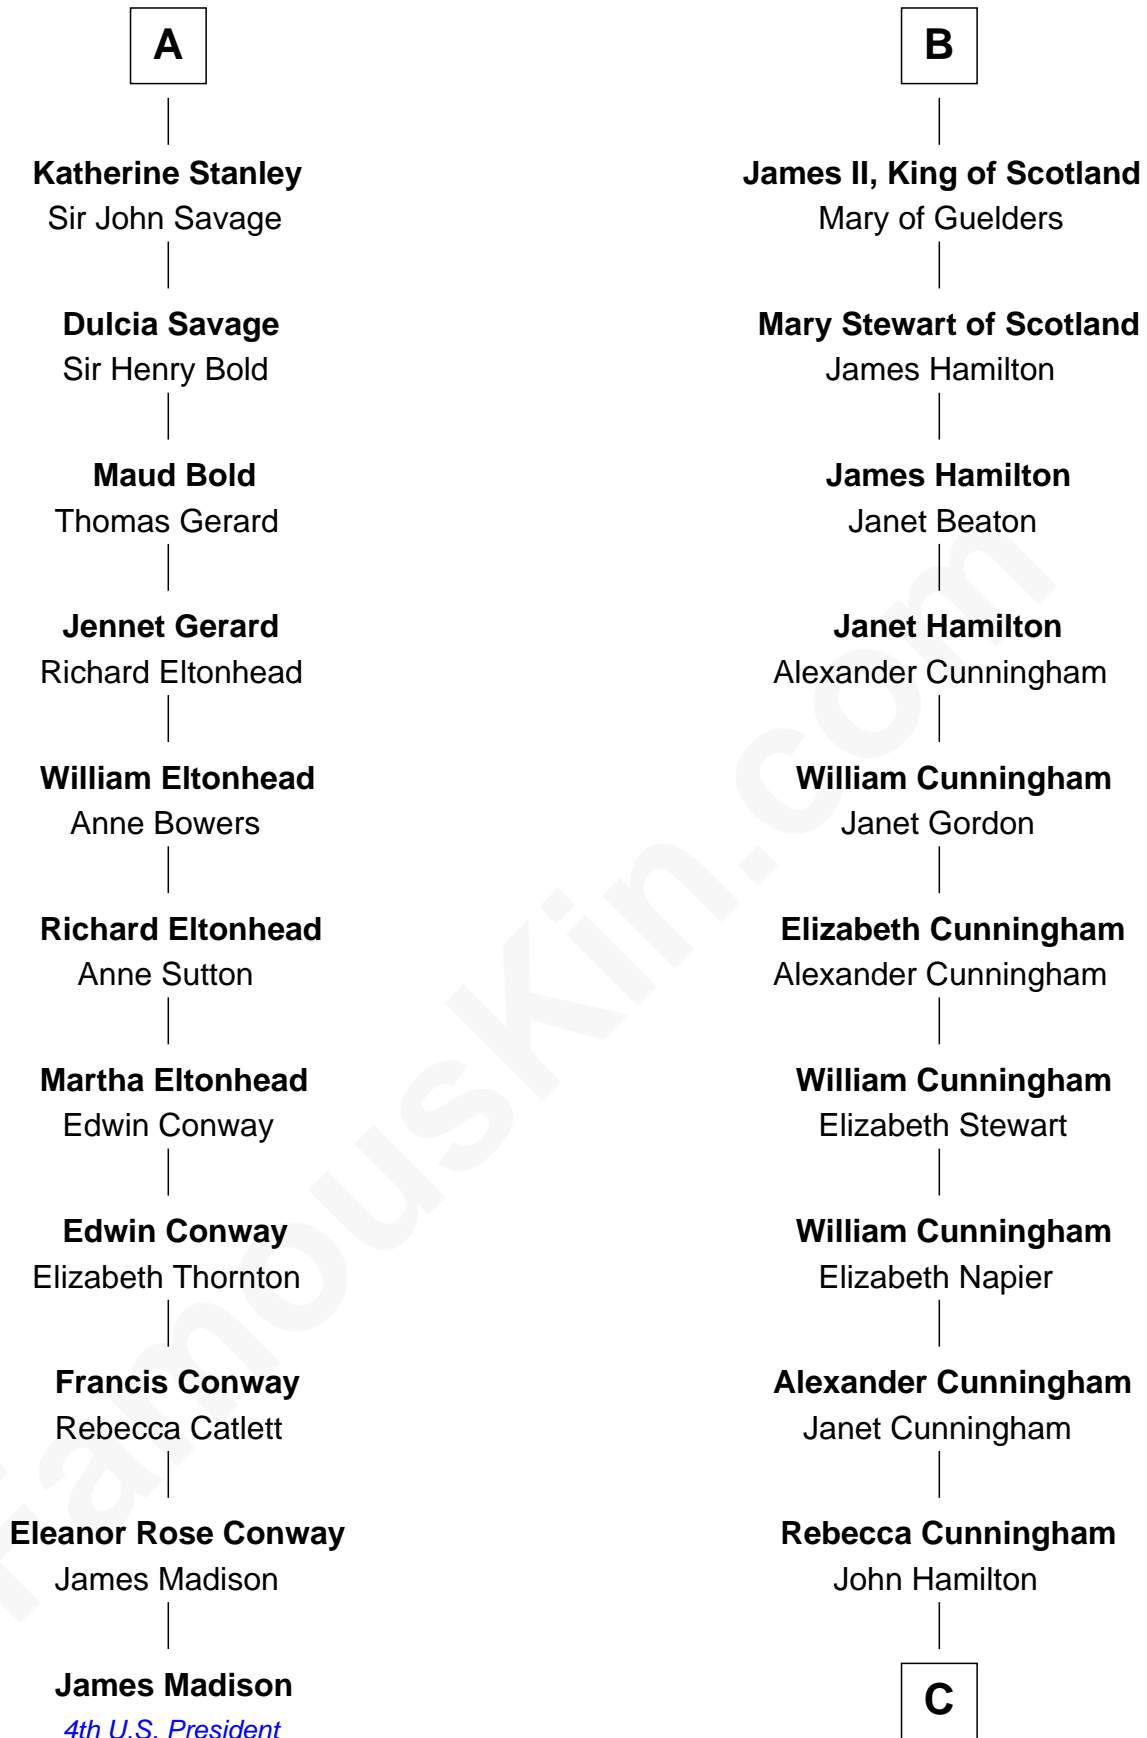 A
Katherine Stanley
Sir John Savage
Dulcia Savage
Sir Henry Bold
Maud Bold
Thomas Gerard
Jennet Gerard
Richard Eltonhead
William Eltonhead
Anne Bowers
Richard Eltonhead
Anne Sutton
Martha Eltonhead
Edwin Conway
Edwin Conway
Elizabeth Thornton
Francis Conway
Rebecca Catlett
Eleanor Rose Conway
James Madison
James Madison
4th U.S. President
B
James II, King of Scotland
Mary of Guelders
Mary Stewart of Scotland
James Hamilton
James Hamilton
Janet Beaton
Janet Hamilton
Alexander Cunningham
William Cunningham
Janet Gordon
Elizabeth Cunningham
Alexander Cunningham
William Cunningham
Elizabeth Stewart
William Cunningham
Elizabeth Napier
Alexander Cunningham
Janet Cunningham
Rebecca Cunningham
John Hamilton
C
FamousKin.com